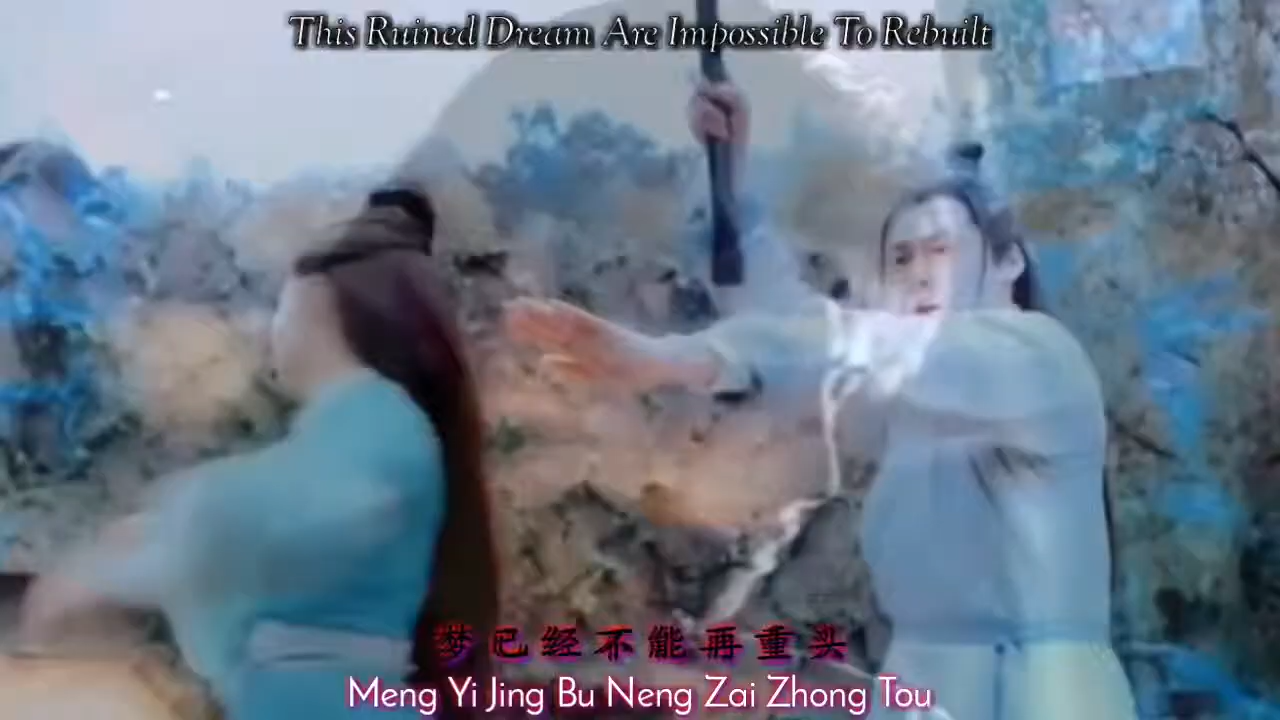 This Ruined Dream Are Impossible To Rebuilt
梦已经不能再重头
Meng Yi Jing Bu Neng Zai Zhong Tou